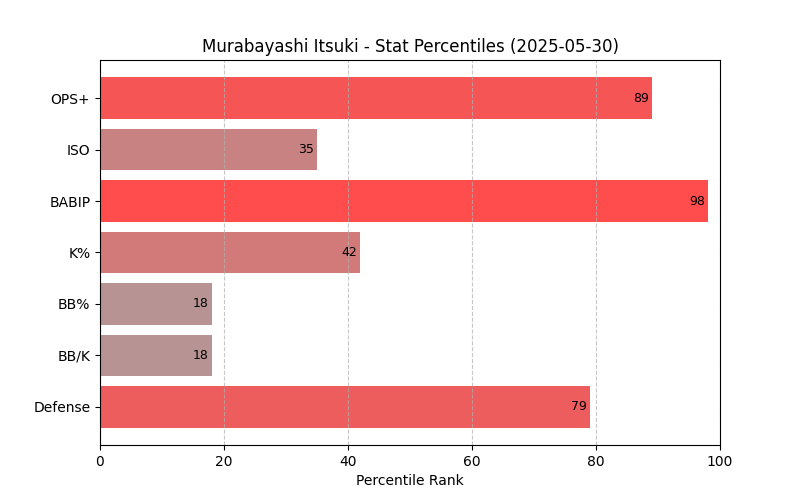 Murabayashi Itsuki - Stat Percentiles (2025-05-30)
OPS+ 89
ISO 35
BABIP 98
K% 42
BB% 18
BB/K 18
Defense 79
0 20 40 60 80 100
Percentile Rank